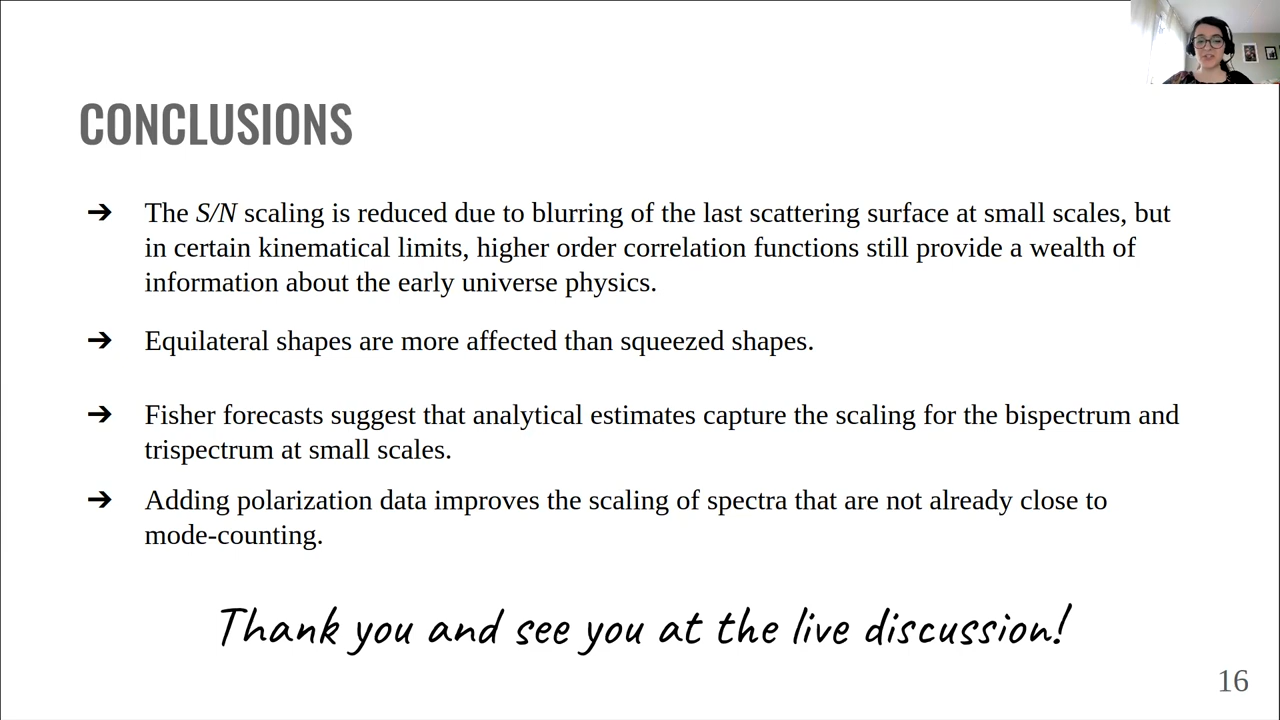 CONCLUSIONS
➔ The S/N scaling is reduced due to blurring of the last scattering surface at small scales, but
in certain kinematical limits, higher order correlation functions still provide a wealth of
information about the early universe physics.
➔ Equilateral shapes are more affected than squeezed shapes.
➔ Fisher forecasts suggest that analytical estimates capture the scaling for the bispectrum and
trispectrum at small scales.
➔ Adding polarization data improves the scaling of spectra that are not already close to
mode-counting.
Thank you and see you at the live discussion!
16